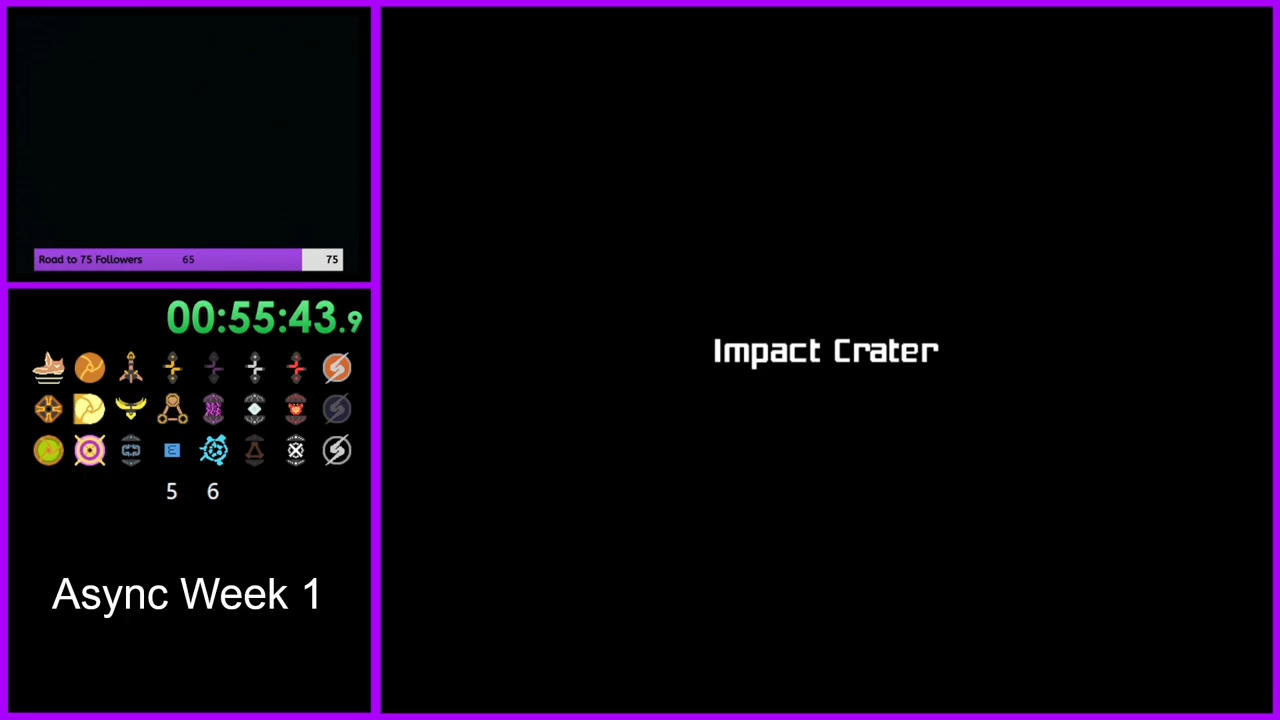 Road to 75 Followers 65 75
00:55:43.9
5 6
Async Week 1
Impact Crater